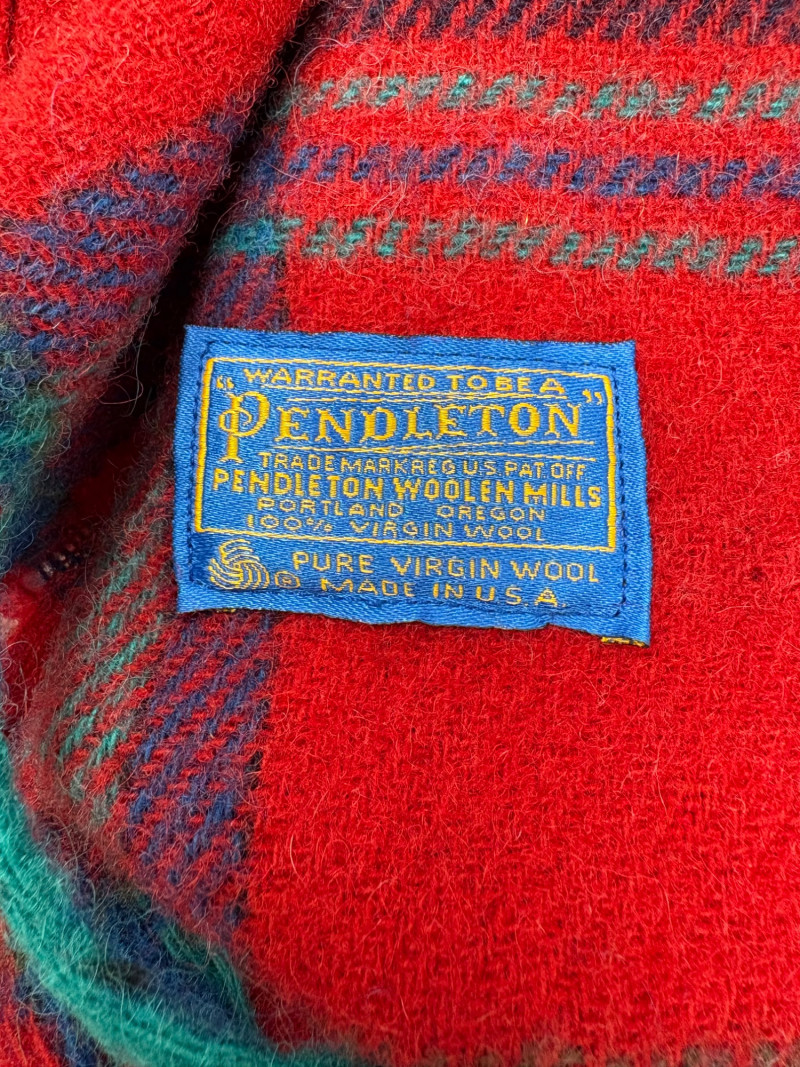 WARRANTED TO BE A
"PENDLETON"
TRADE MARK REG U.S. PAT OFF
PENDLETON WOOLEN MILLS
PORTLAND OREGON
100% VIRGIN WOOL
® PURE VIRGIN WOOL
MADE IN U.S.A.